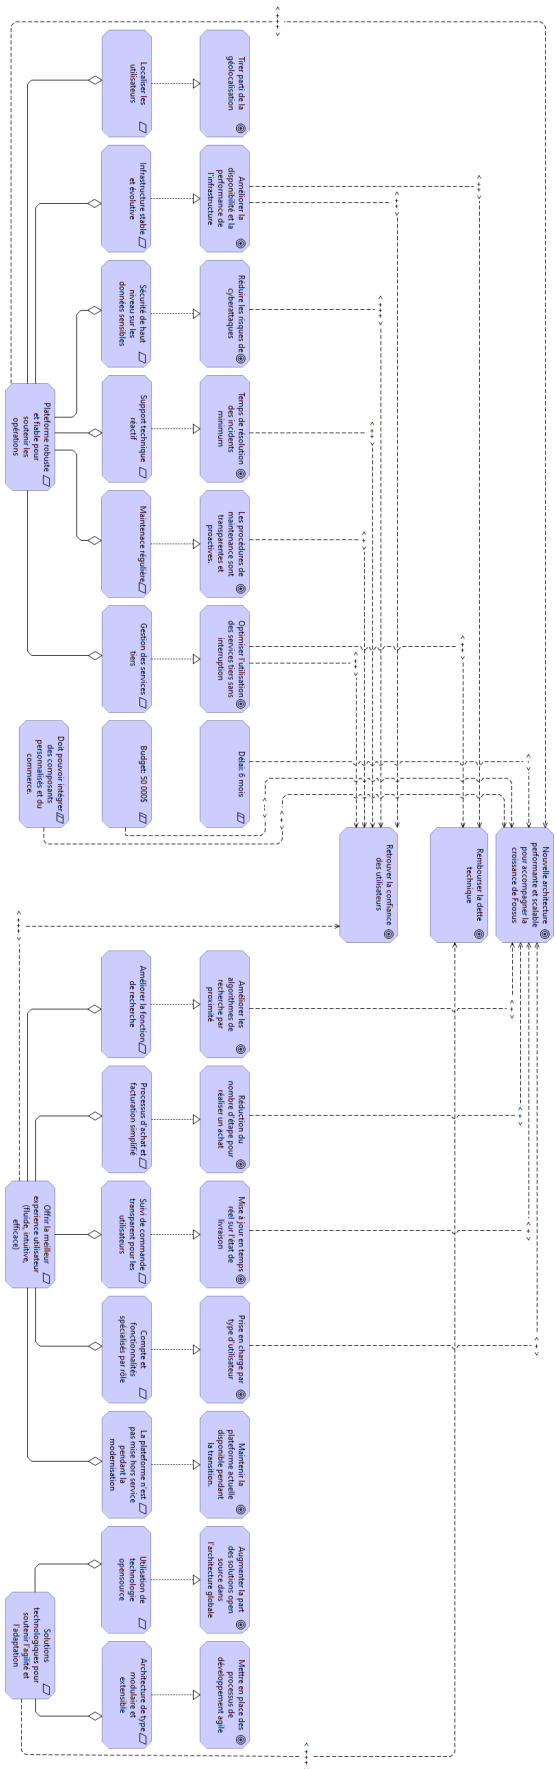 Nouvelle architecture
performante et scalable
pour accompagner la
croissance de Foosus
Rembourser la dette
technique
Retrouver la confiance
des utilisateurs
Tirer parti de la
géolocalisation
Améliorer la
disponibilité et la
performance de
l'infrastructure
Réduire les risques de
cyberattaques
Temps de résolution
des incidents
minimum
Les procédures de
maintenance sont
transparentes et
proactives.
Optimiser l'utilisation
des services tiers sans
interruption
Délai: 6 mois
Améliorer les
algorithmes de
recherche par
proximité
Réduction du
nombre d'étape pour
réaliser un achat
Mise à jour en temps
réel sur l'état de
livraison
Prise en charge par
type d'utilisateur
Maintenir la
plateforme actuelle
disponible pendant
la transition.
Augmenter la part
des solutions open
source dans
l'architecture globale
Mettre en place des
processus de
développement agile
Localiser les
utilisateurs
Infrastructure stable
et évolutive
Sécurité de haut
niveau sur les
données sensibles
Support technique
réactif
Maintenace régulière
Gestion des services
tiers
Budget: 50 000$
Améliorer la fonction
de recherche
Processus d'achat et
facturation simplifié
Suivi de commande
transparent pour les
utilisateurs
Compte et
fonctionnalités
spécialisés par rôle
La plateforme n'est
pas mise hors service
pendant la
modernisation
Utilisation de
technologie
opensource
Architecture de type
modulaire et
extensible
Plateforme robuste
et fiable pour
soutenir les
opérations
Doit pouvoir intégrer
des composants
personnalisés et du
commerce.
Offrir la meilleur
experience utilisateur
(fluide, intuitive,
efficace)
Solutions
technologiques pour
soutenir l'agilité et
l'adaptation